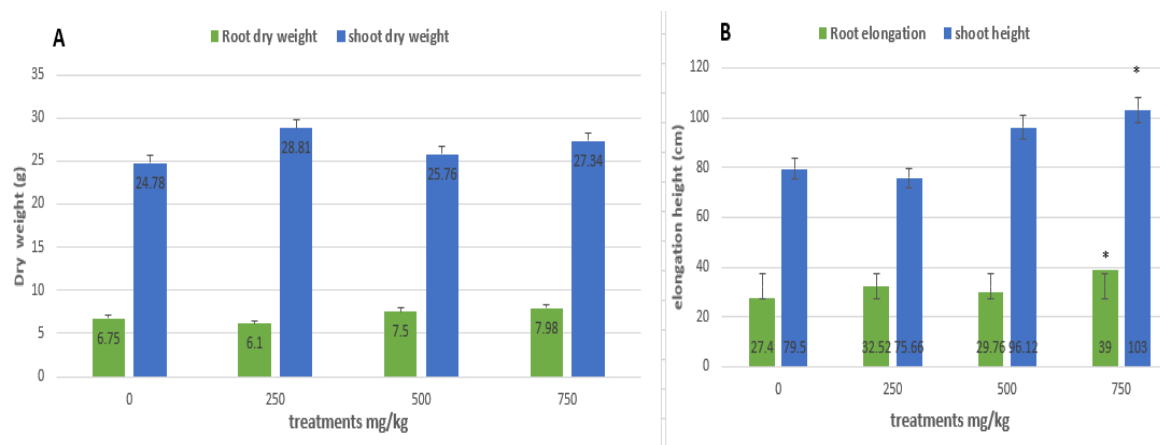 A
Root dry weight shoot dry weight
35
30
25
20
15
10
5
0
Dry weight (g)
24.78
28.81
25.76
27.34
6.75
6.1
7.5
7.98
0 250 500 750
treatments mg/kg
B
Root elongation shoot height
120
100
80
60
40
20
0
elongation height (cm)
*
*
27.4 79.5 32.52 75.66 29.76 96.12 39 103
0 250 500 750
treatments mg/kg